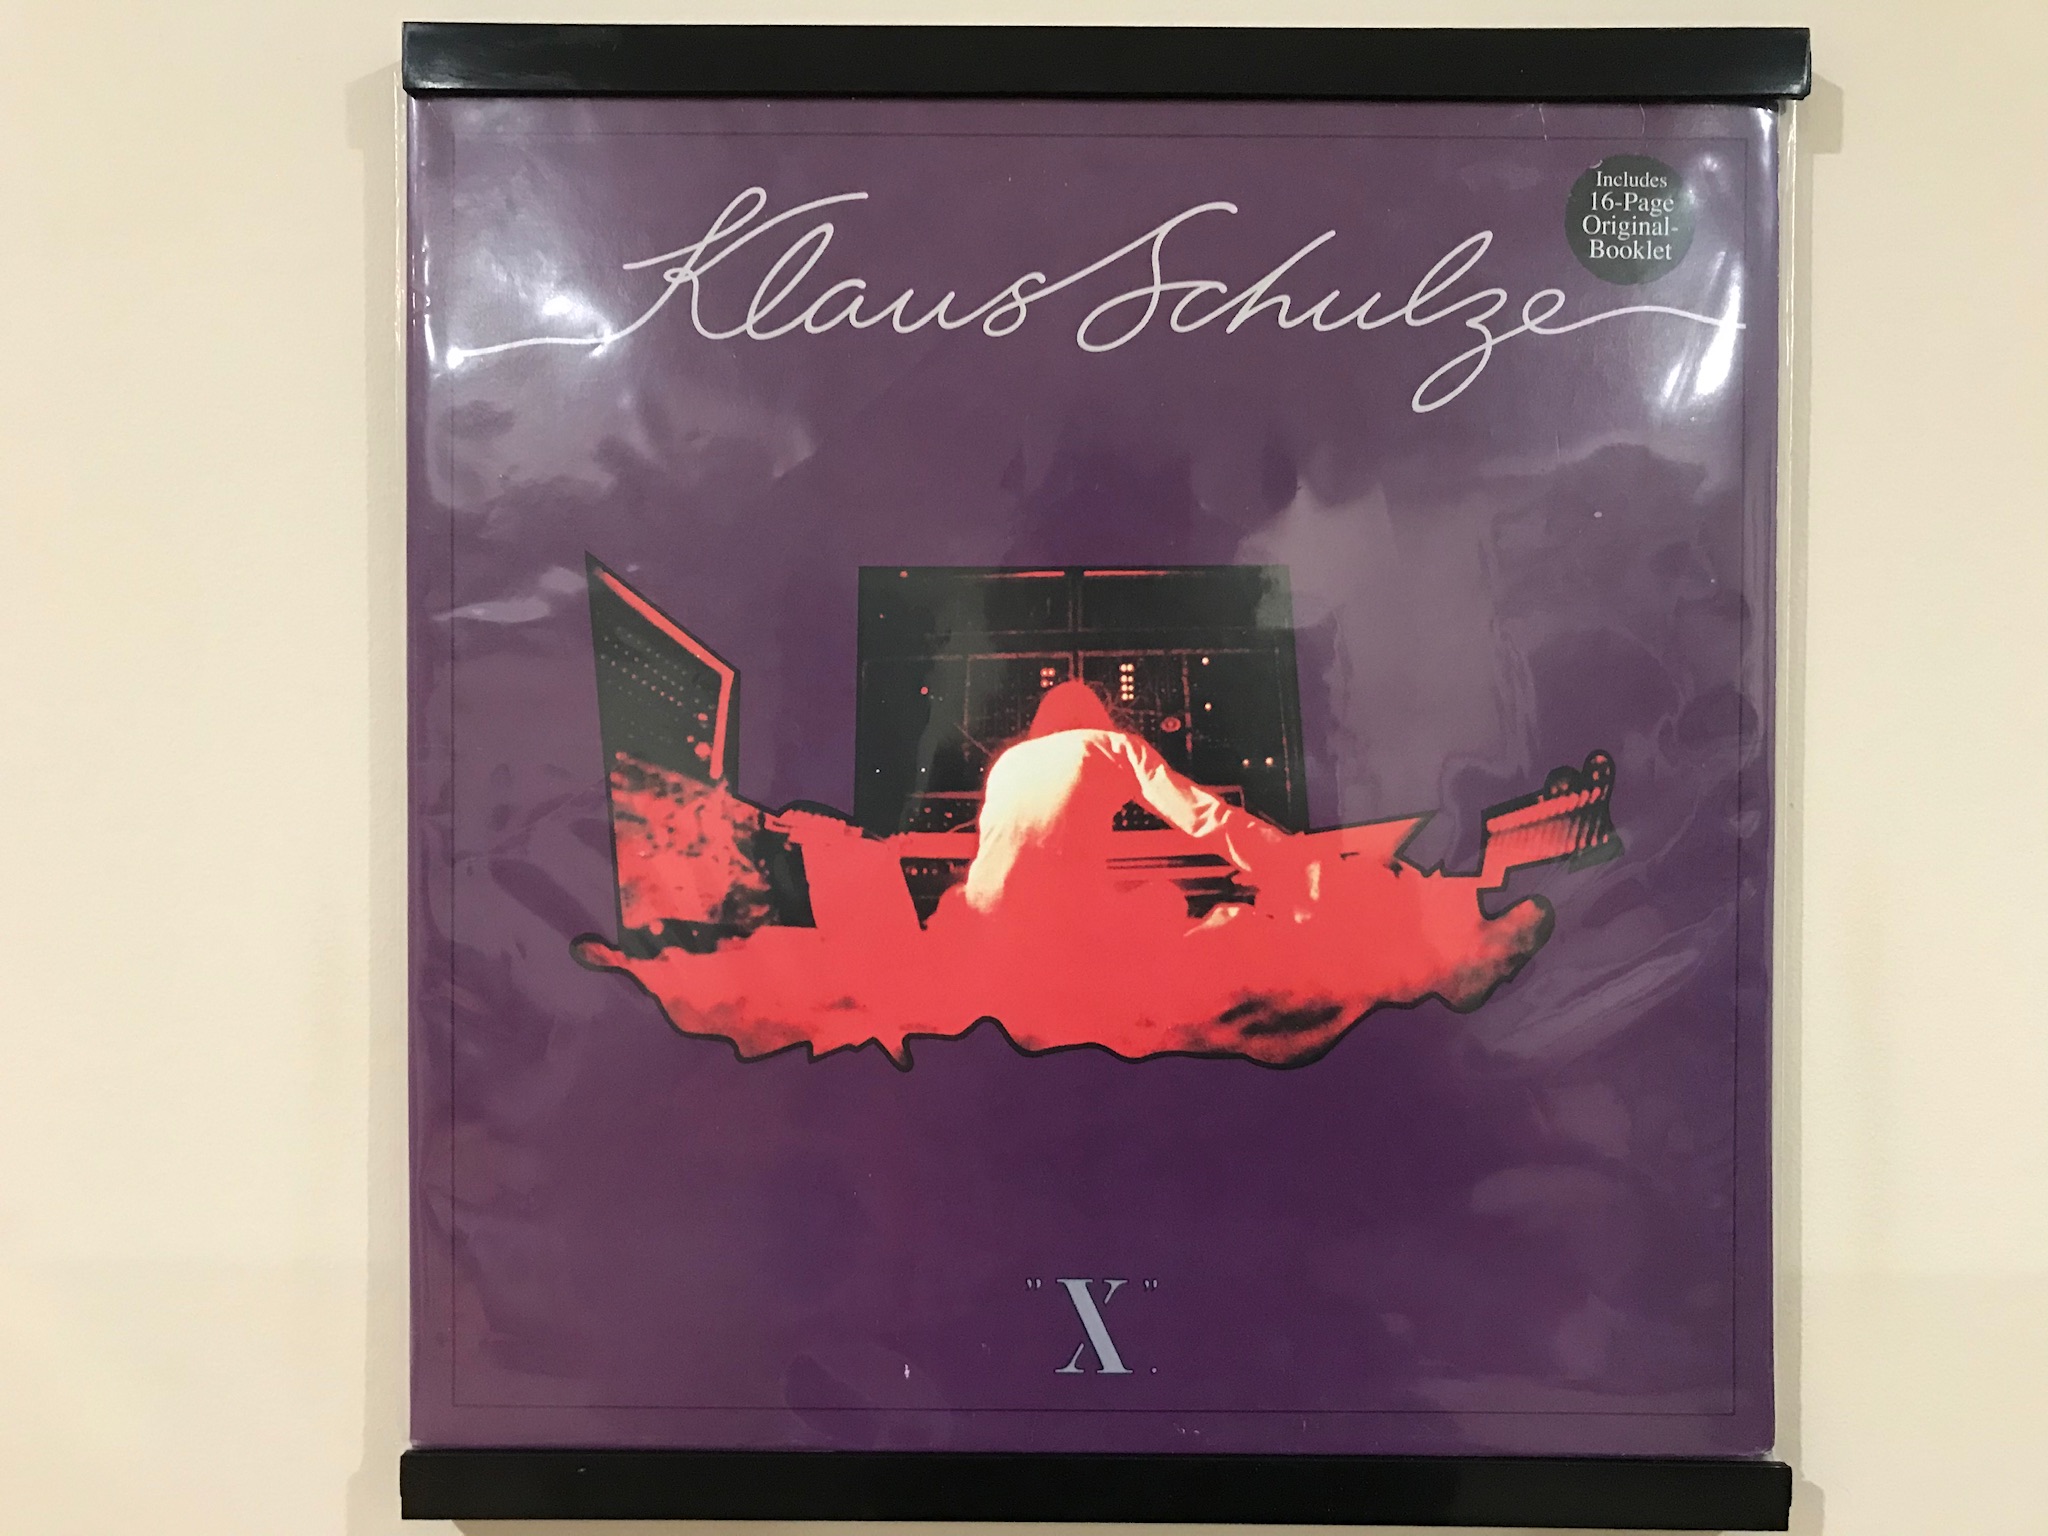 Klaus Schulze
Includes
16-Page
Original-
Booklet
"X".